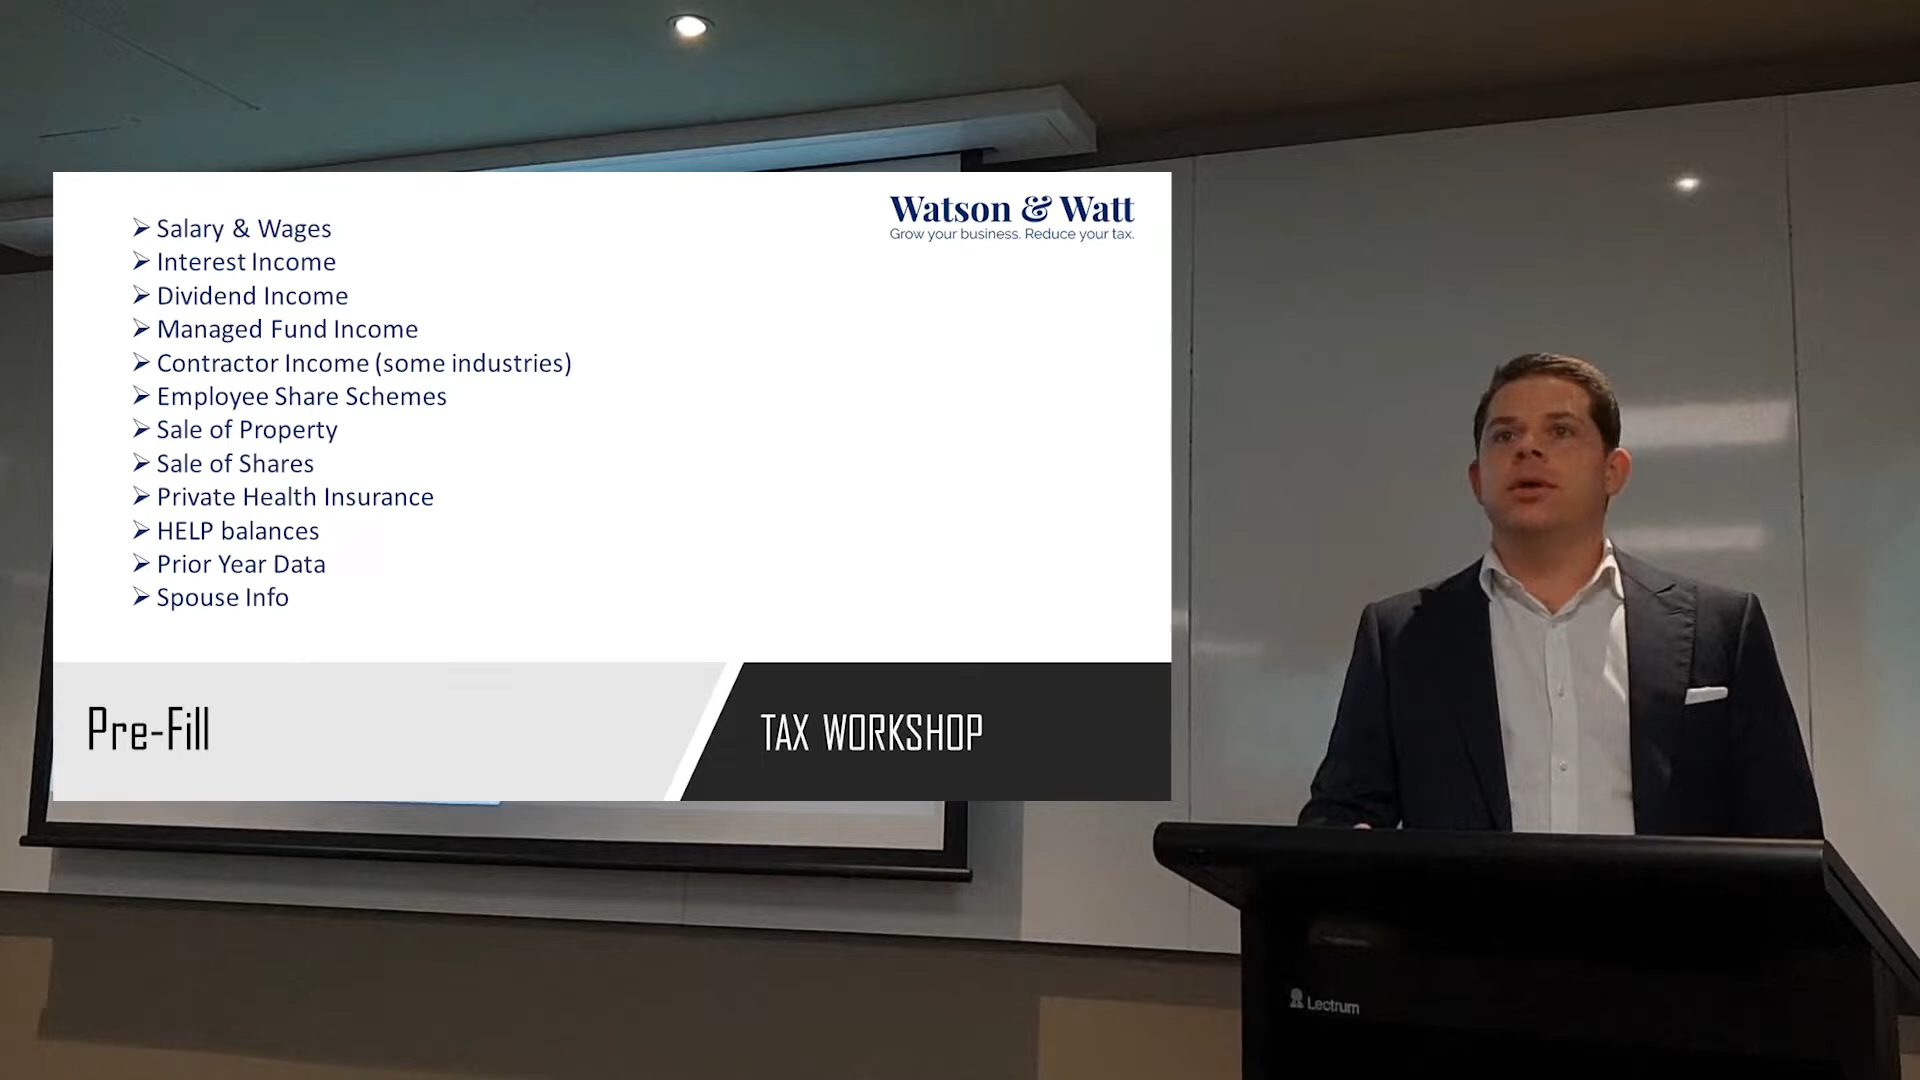 Watson & Watt
Grow your business. Reduce your tax.
Salary & Wages
Interest Income
Dividend Income
Managed Fund Income
Contractor Income (some industries)
Employee Share Schemes
Sale of Property
Sale of Shares
Private Health Insurance
HELP balances
Prior Year Data
Spouse Info
Pre-Fill
TAX WORKSHOP
Lectrum